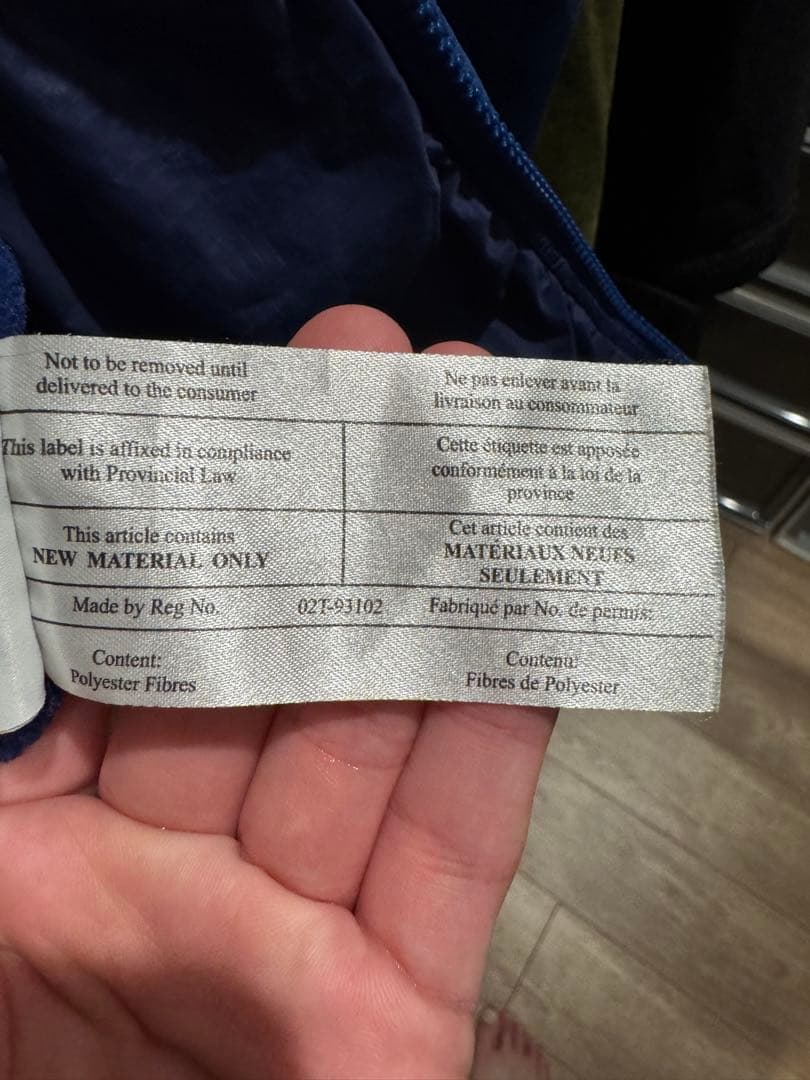 Not to be removed until
delivered to the consumer
Ne pas enlever avant la
livraison au consommateur
This label is affixed in compliance
with Provincial Law
Cette étiquette est apposée
conformément à la loi de la
province
This article contains
NEW MATERIAL ONLY
Cet article contient des
MATÉRIAUX NEUFS
SEULEMENT
Made by Reg No. 02T-93102 Fabriqué par No. de permis:
Content:
Polyester Fibres
Contenu:
Fibres de Polyester